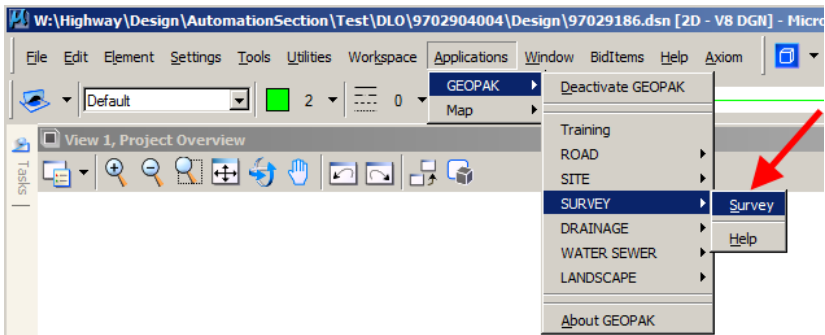 W:\Highway\Design\AutomationSection\Test\DLO\9702904004\Design\97029186.dsn [2D - V8 DGN] - Micro
File Edit Element Settings Tools Utilities Workspace Applications Window BidItems Help Axiom
Default 2 0
GEOPAK Deactivate GEOPAK
Map
View 1, Project Overview
Tasks
Training
ROAD
SITE
SURVEY Survey
DRAINAGE Help
WATER SEWER
LANDSCAPE
About GEOPAK